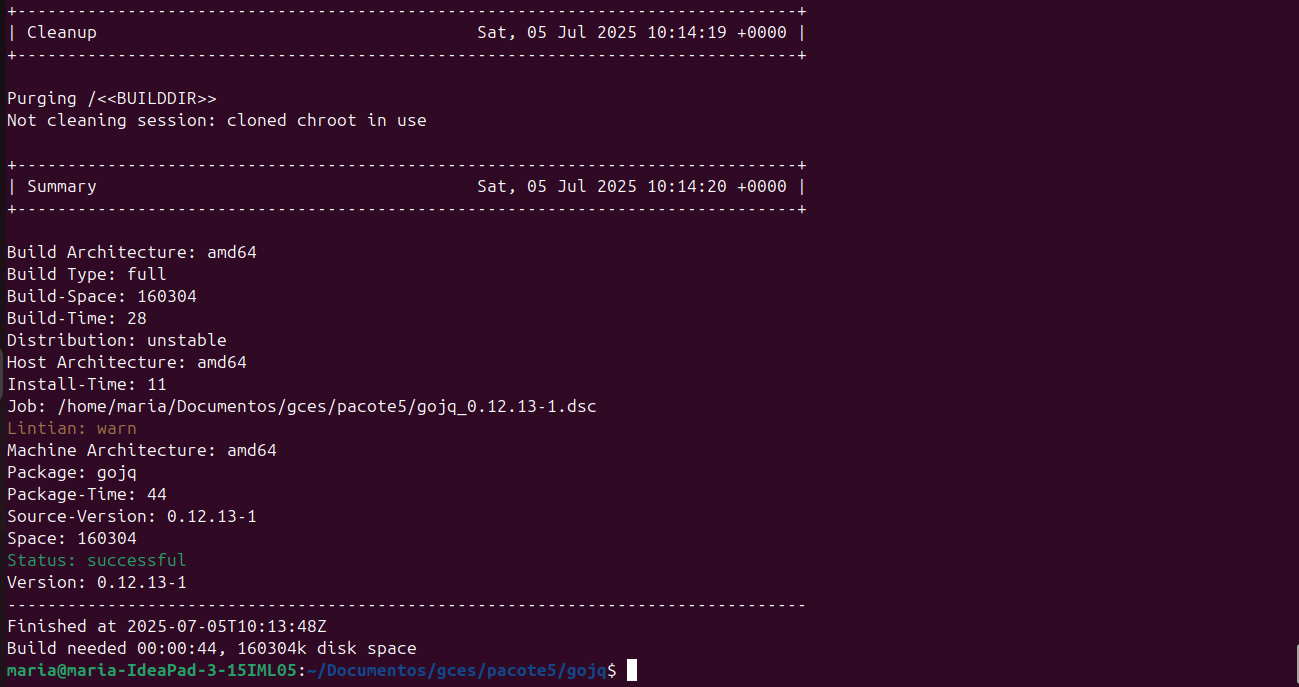 +------------------------------------------------------------------------------+
| Cleanup                                      Sat, 05 Jul 2025 10:14:19 +0000 |
+------------------------------------------------------------------------------+
Purging /<<BUILDDIR>>
Not cleaning session: cloned chroot in use
+------------------------------------------------------------------------------+
| Summary                                      Sat, 05 Jul 2025 10:14:20 +0000 |
+------------------------------------------------------------------------------+
Build Architecture: amd64
Build Type: full
Build-Space: 160304
Build-Time: 28
Distribution: unstable
Host Architecture: amd64
Install-Time: 11
Job: /home/maria/Documentos/gces/pacote5/gojq_0.12.13-1.dsc
Lintian: warn
Machine Architecture: amd64
Package: gojq
Package-Time: 44
Source-Version: 0.12.13-1
Space: 160304
Status: successful
Version: 0.12.13-1
--------------------------------------------------------------------------------
Finished at 2025-07-05T10:13:48Z
Build needed 00:00:44, 160304k disk space
maria@maria-IdeaPad-3-15IML05:~/Documentos/gces/pacote5/gojq$